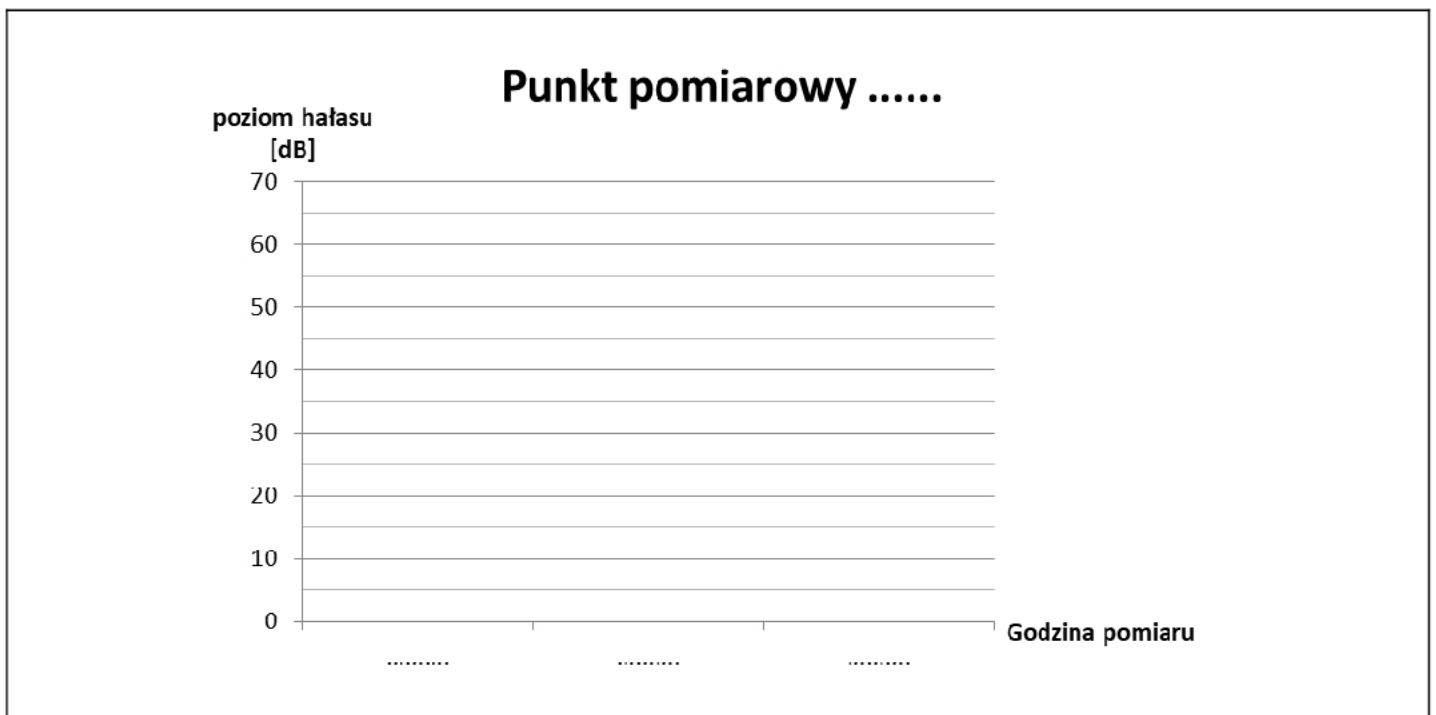 Punkt pomiarowy ......
poziom hałasu
[dB]
70
60
50
40
30
20
10
0
Godzina pomiaru
.......... .......... ..........